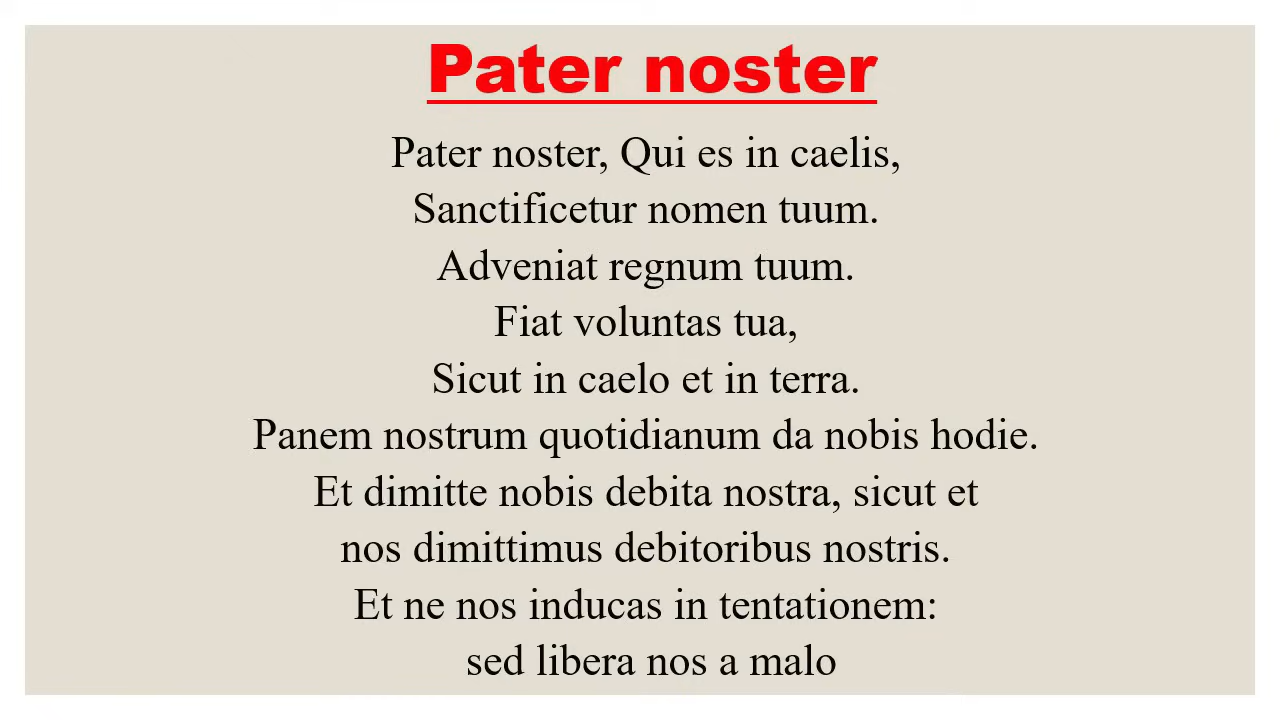 Pater noster
Pater noster, Qui es in caelis,
Sanctificetur nomen tuum.
Adveniat regnum tuum.
Fiat voluntas tua,
Sicut in caelo et in terra.
Panem nostrum quotidianum da nobis hodie.
Et dimitte nobis debita nostra, sicut et
nos dimittimus debitoribus nostris.
Et ne nos inducas in tentationem:
sed libera nos a malo